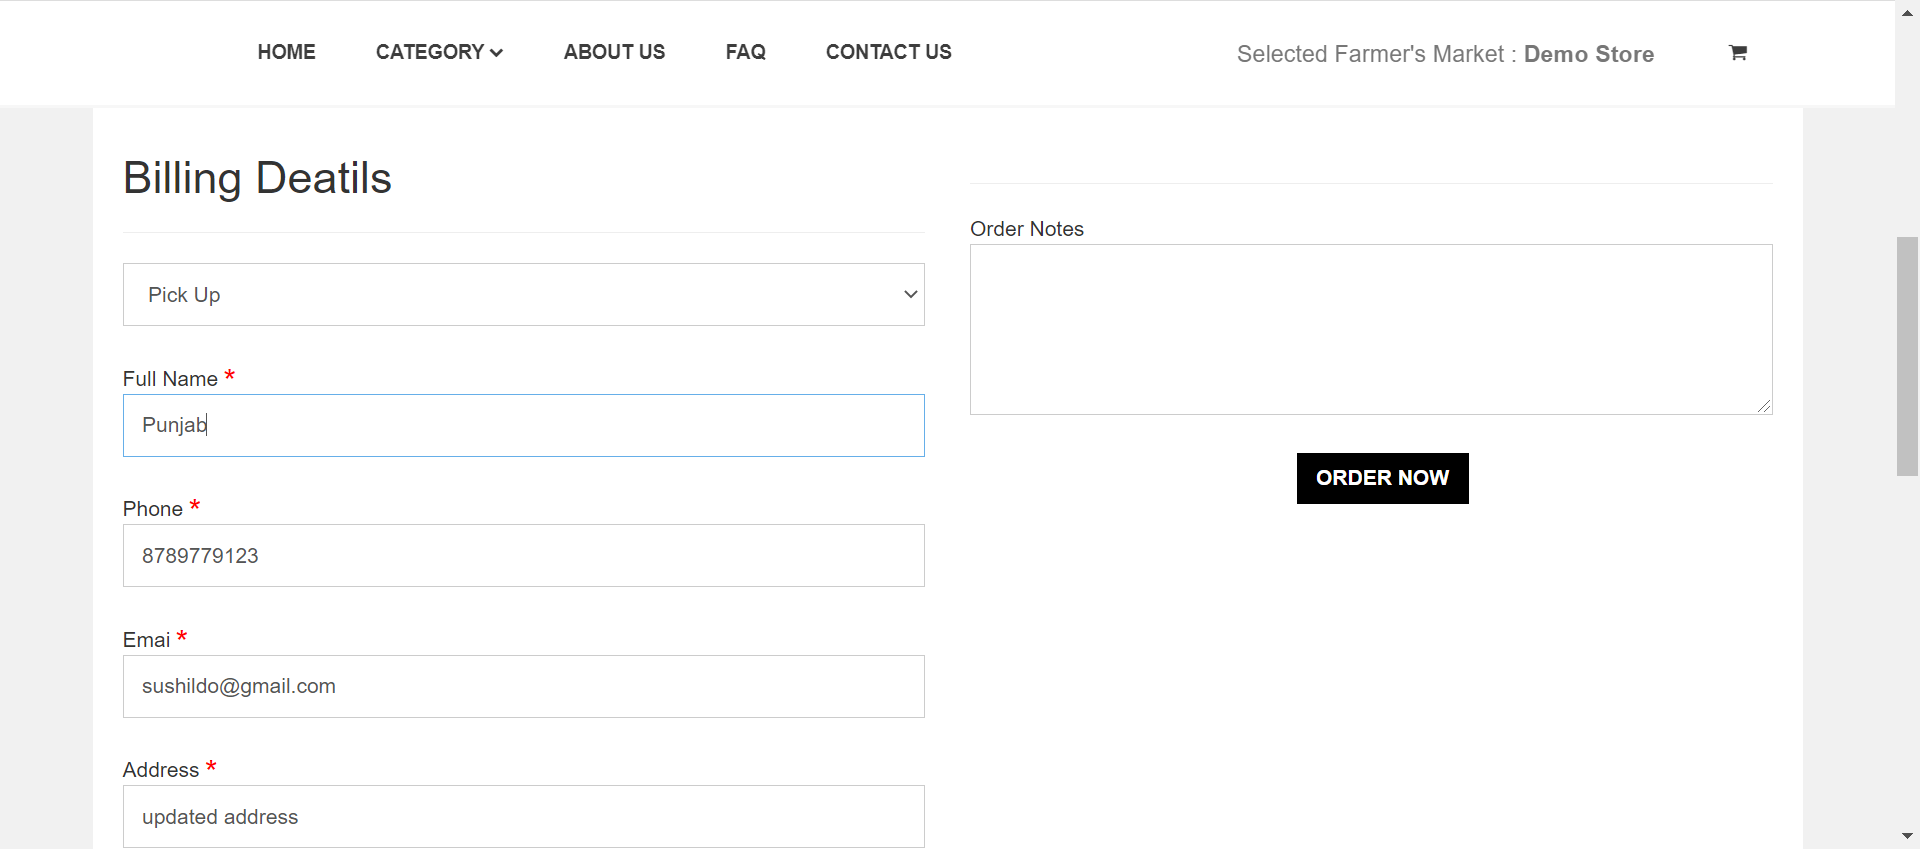 HOME CATEGORY ABOUT US FAQ CONTACT US Selected Farmer's Market : Demo Store
Billing Deatils
Pick Up
Full Name *
Punjab
Phone *
8789779123
Emai *
sushildo@gmail.com
Address *
updated address
Order Notes
ORDER NOW